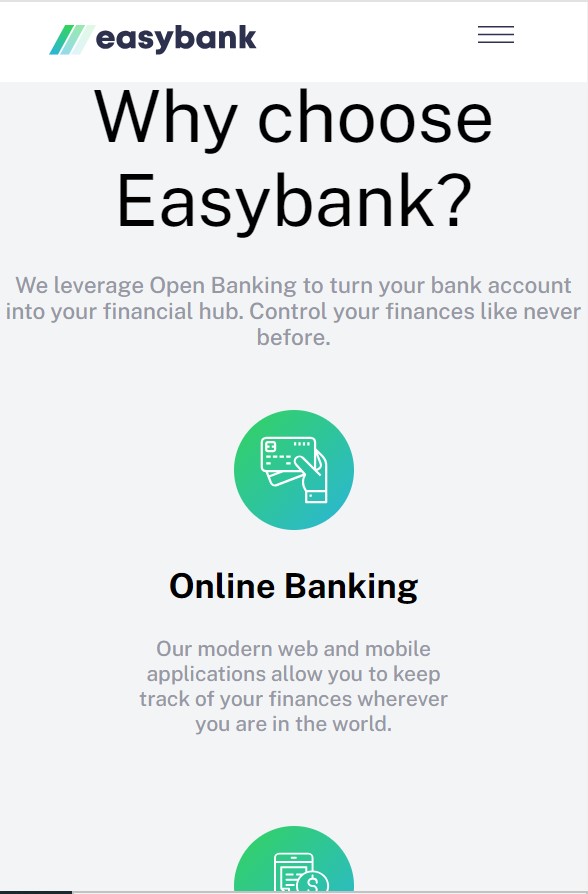 easybank
Why choose
Easybank?
We leverage Open Banking to turn your bank account
into your financial hub. Control your finances like never
before.
Online Banking
Our modern web and mobile
applications allow you to keep
track of your finances wherever
you are in the world.